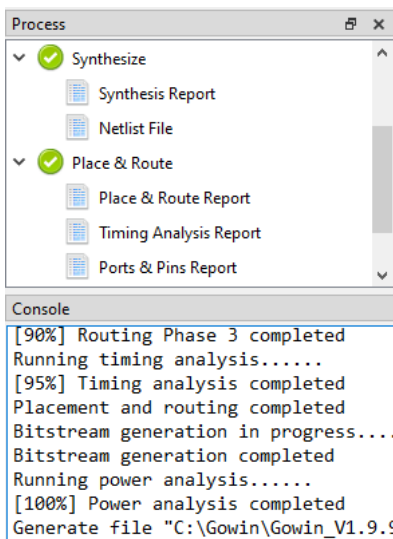 Process
Synthesize
Synthesis Report
Netlist File
Place & Route
Place & Route Report
Timing Analysis Report
Ports & Pins Report
Console
[90%] Routing Phase 3 completed
Running timing analysis......
[95%] Timing analysis completed
Placement and routing completed
Bitstream generation in progress....
Bitstream generation completed
Running power analysis......
[100%] Power analysis completed
Generate file "C:\Gowin\Gowin_V1.9.9